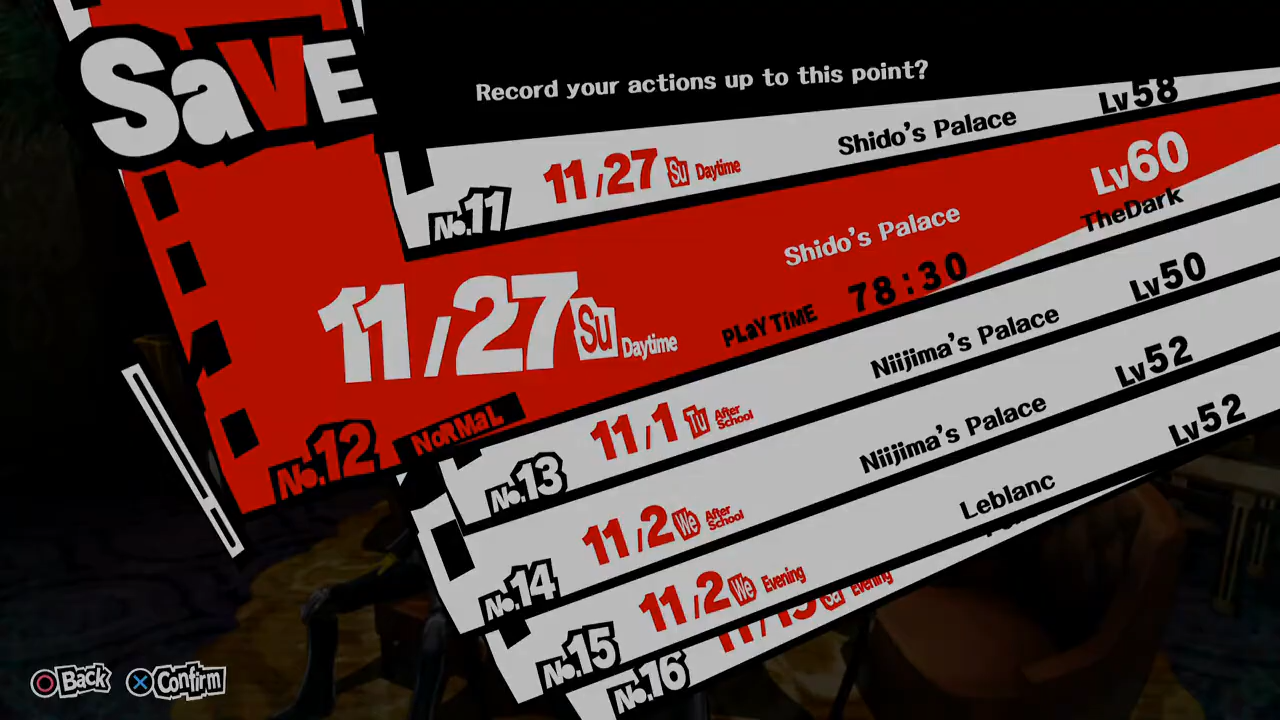 SaVE
Record your actions up to this point?
No.11 11/27 Su Daytime Shido's Palace Lv58
No.12 11/27 Su Daytime Shido's Palace Lv60
NoRMaL PLaY TiME 78:30 TheDark
No.13 11/1 Tu After School Niijima's Palace Lv50
No.14 11/2 We After School Niijima's Palace Lv52
No.15 11/2 We Evening Leblanc Lv52
No.16 Evening
Back Confirm